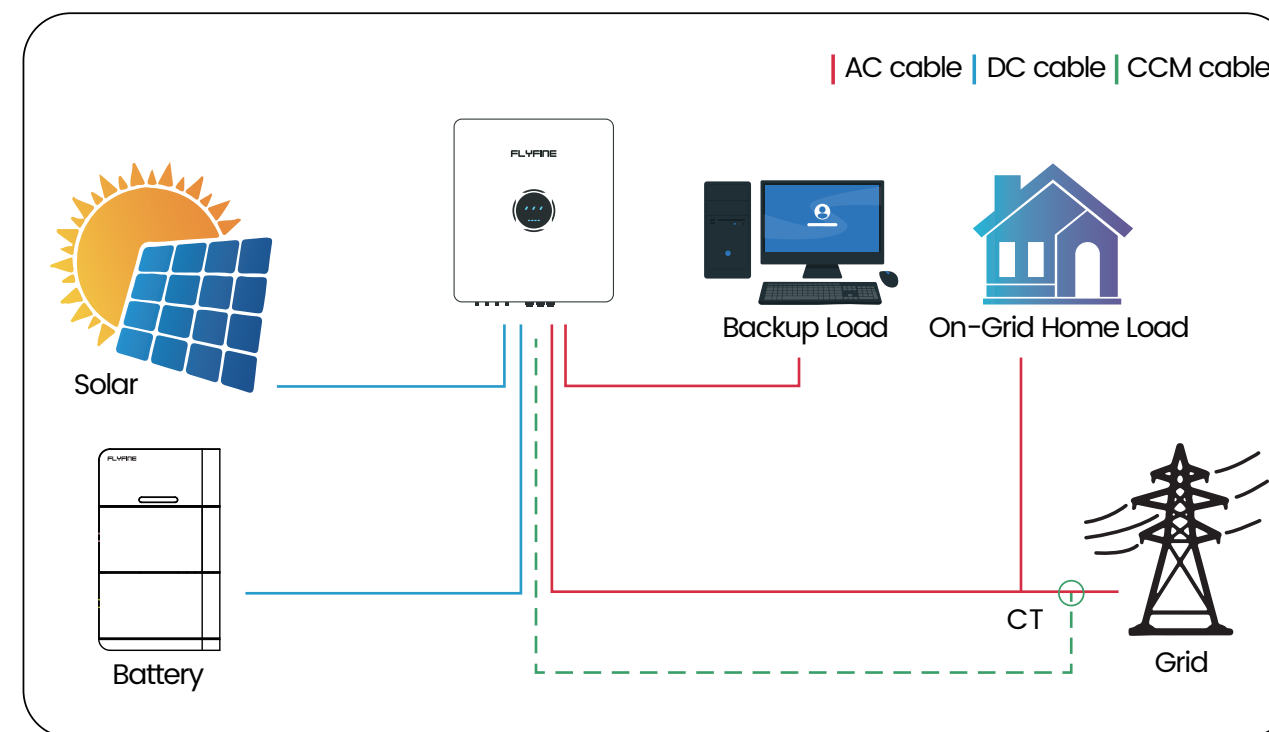 | AC cable | DC cable | CCM cable
FLYFINE
Backup Load
On-Grid Home Load
Solar
FLYFINE
CT
Grid
Battery